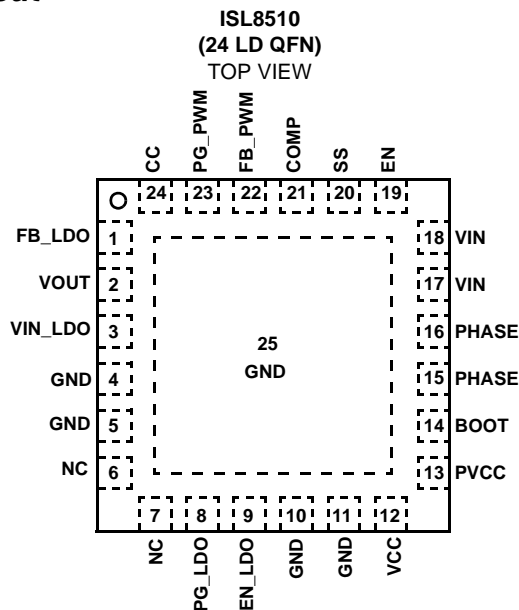 ISL8510
(24 LD QFN)
TOP VIEW
CC
PG_PWM
FB_PWM
COMP
SS
EN
24 23 22 21 20 19
FB_LDO 1
VOUT 2
VIN_LDO 3
GND 4
GND 5
NC 6
25
GND
18 VIN
17 VIN
16 PHASE
15 PHASE
14 BOOT
13 PVCC
7 8 9 10 11 12
NC
PG_LDO
EN_LDO
GND
GND
VCC